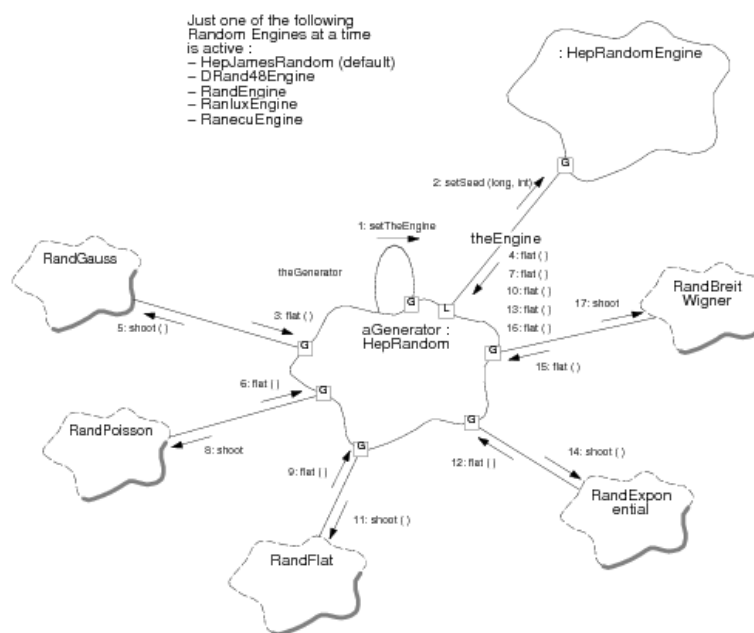 Just one of the following
Random Engines at a time
is active :
– HepJamesRandom (default)
– DRand48Engine
– RandEngine
– RanluxEngine
– RanecuEngine
: HepRandomEngine
G
2: setSeed (long, int)
1: setTheEngine
theEngine
4: flat ( )
7: flat ( )
10: flat ( )
13: flat ( )
16: flat ( )
theGenerator
G
L
RandGauss
3: flat ( )
5: shoot ( )
G
aGenerator :
HepRandom
RandBreit
Wigner
17: shoot
G
15: flat ( )
6: flat ( )
G
RandPoisson
8: shoot
G
9: flat ( )
11: shoot ( )
RandFlat
G
12: flat ( )
14: shoot ( )
RandExpon
ential